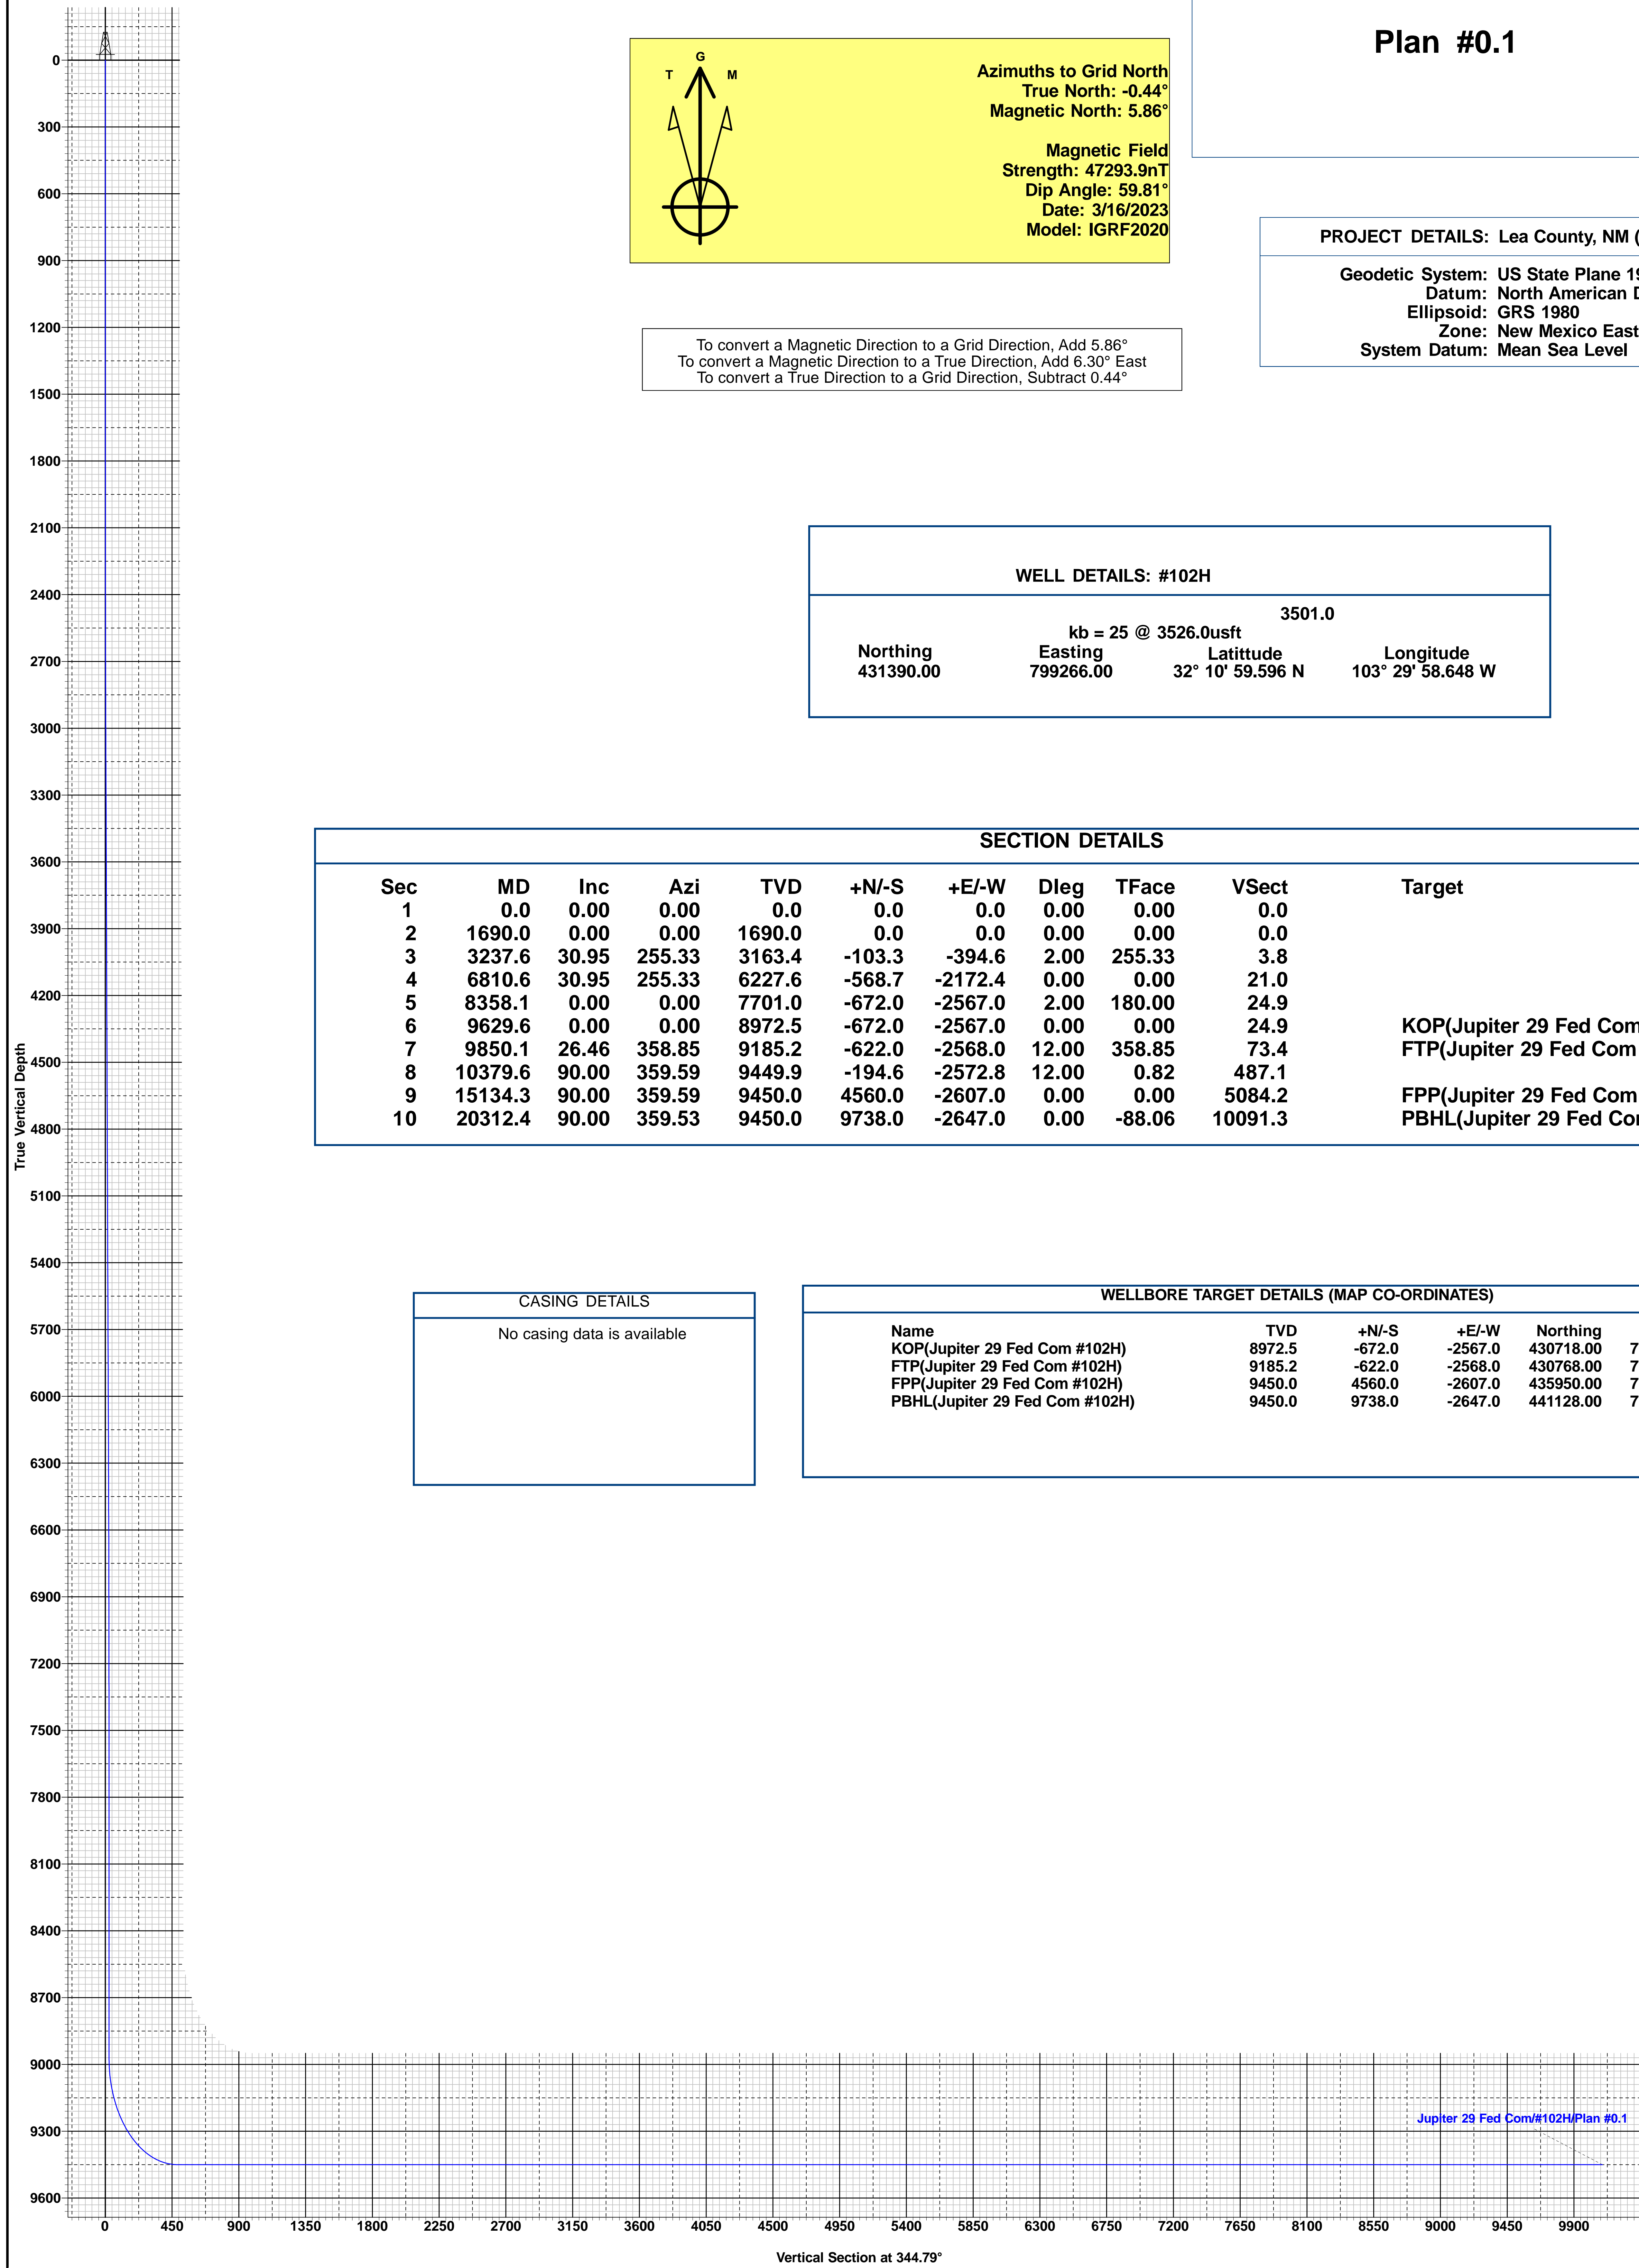 Plan #0.1
G
T M
Azimuths to Grid North
True North: -0.44°
Magnetic North: 5.86°
Magnetic Field
Strength: 47293.9nT
Dip Angle: 59.81°
Date: 3/16/2023
Model: IGRF2020
PROJECT DETAILS: Lea County, NM (
Geodetic System: US State Plane 19
Datum: North American D
Ellipsoid: GRS 1980
Zone: New Mexico East
System Datum: Mean Sea Level
To convert a Magnetic Direction to a Grid Direction, Add 5.86°
To convert a Magnetic Direction to a True Direction, Add 6.30° East
To convert a True Direction to a Grid Direction, Subtract 0.44°
WELL DETAILS: #102H
3501.0
kb = 25 @ 3526.0usft
Northing Easting Latitude Longitude
431390.00 799266.00 32° 10' 59.596 N 103° 29' 58.648 W
SECTION DETAILS
Sec MD Inc Azi TVD +N/-S +E/-W Dleg TFace VSect Target
1 0.0 0.00 0.00 0.0 0.0 0.0 0.00 0.00 0.0
2 1690.0 0.00 0.00 1690.0 0.0 0.0 0.00 0.00 0.0
3 3237.6 30.95 255.33 3163.4 -103.3 -394.6 2.00 255.33 3.8
4 6810.6 30.95 255.33 6227.6 -568.7 -2172.4 0.00 0.00 21.0
5 8358.1 0.00 0.00 7701.0 -672.0 -2567.0 2.00 180.00 24.9
6 9629.6 0.00 0.00 8972.5 -672.0 -2567.0 0.00 0.00 24.9 KOP(Jupiter 29 Fed Com
7 9850.1 26.46 358.85 9185.2 -622.0 -2568.0 12.00 358.85 73.4 FTP(Jupiter 29 Fed Com
8 10379.6 90.00 359.59 9449.9 -194.6 -2572.8 12.00 0.82 487.1
9 15134.3 90.00 359.59 9450.0 4560.0 -2607.0 0.00 0.00 5084.2 FPP(Jupiter 29 Fed Com
10 20312.4 90.00 359.53 9450.0 9738.0 -2647.0 0.00 -88.06 10091.3 PBHL(Jupiter 29 Fed Co
CASING DETAILS
No casing data is available
WELLBORE TARGET DETAILS (MAP CO-ORDINATES)
Name TVD +N/-S +E/-W Northing
KOP(Jupiter 29 Fed Com #102H) 8972.5 -672.0 -2567.0 430718.00 7
FTP(Jupiter 29 Fed Com #102H) 9185.2 -622.0 -2568.0 430768.00 7
FPP(Jupiter 29 Fed Com #102H) 9450.0 4560.0 -2607.0 435950.00 7
PBHL(Jupiter 29 Fed Com #102H) 9450.0 9738.0 -2647.0 441128.00 7
True Vertical Depth
0
300
600
900
1200
1500
1800
2100
2400
2700
3000
3300
3600
3900
4200
4500
4800
5100
5400
5700
6000
6300
6600
6900
7200
7500
7800
8100
8400
8700
9000
9300
9600
Jupiter 29 Fed Com/#102H/Plan #0.1
0 450 900 1350 1800 2250 2700 3150 3600 4050 4500 4950 5400 5850 6300 6750 7200 7650 8100 8550 9000 9450 9900
Vertical Section at 344.79°